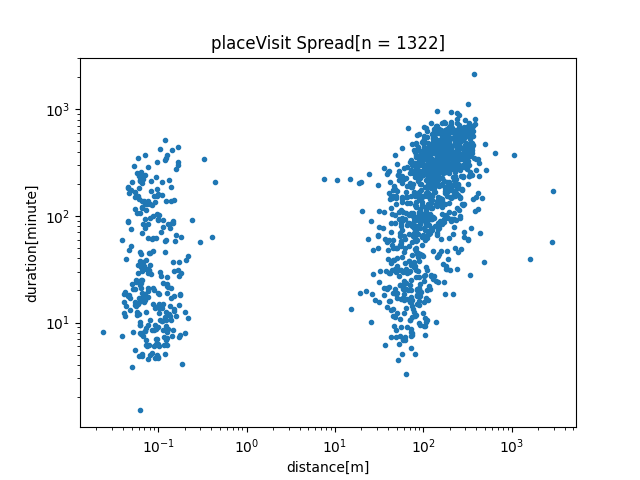 placeVisit Spread[n = 1322]
duration[minute]
10³
10²
10¹
10⁻¹
10⁰
10¹
10²
10³
distance[m]